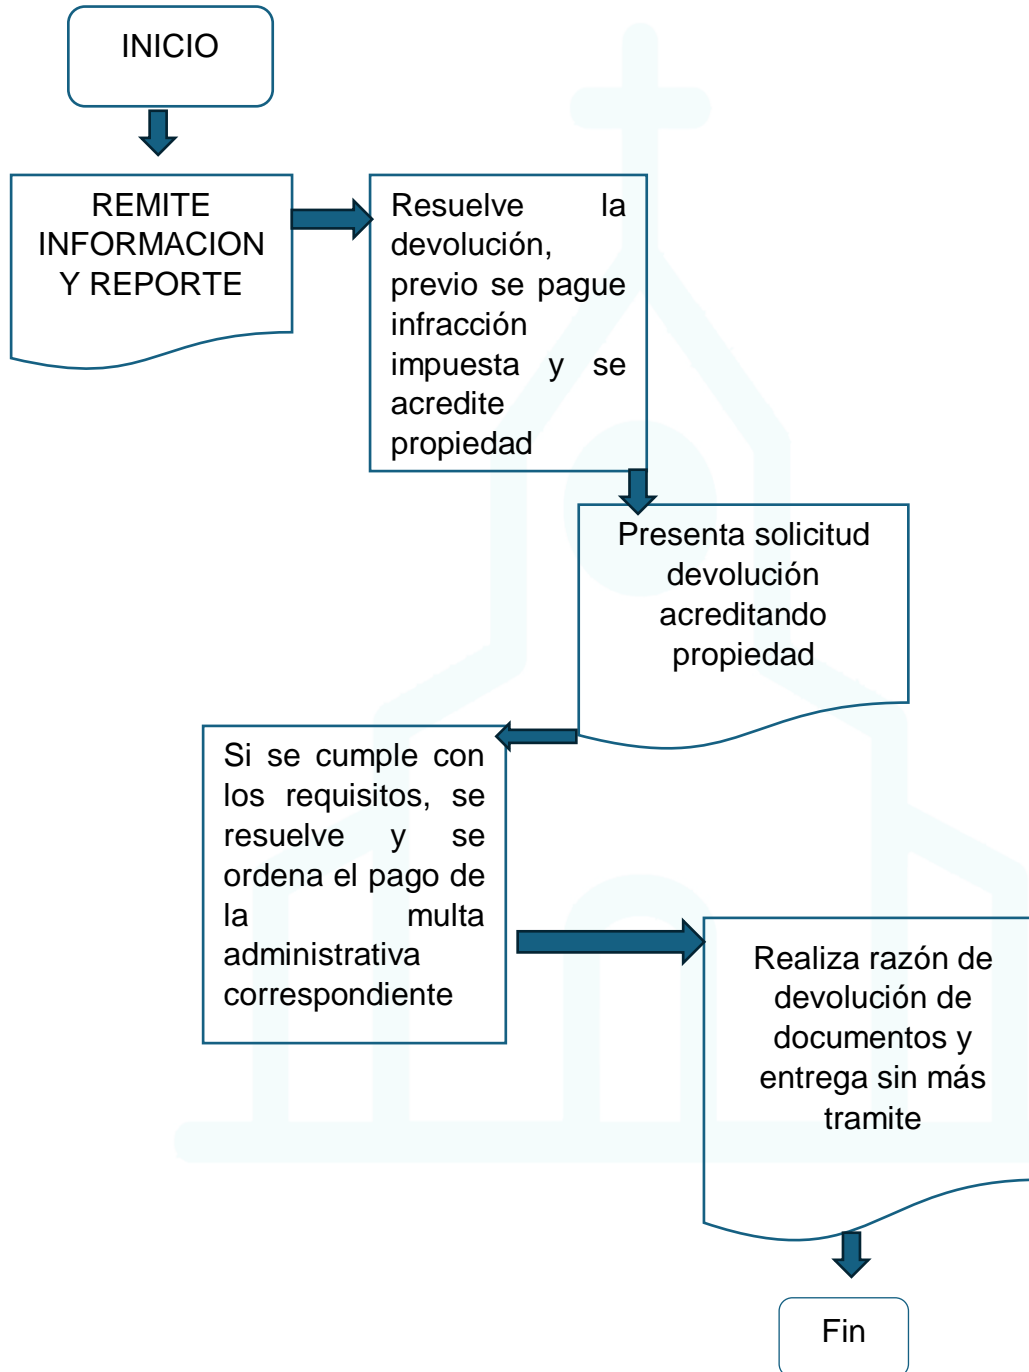 INICIO
REMITE
INFORMACION
Y REPORTE
Resuelve la
devolución,
previo se pague
infracción
impuesta y se
acredite
propiedad
Presenta solicitud
devolución
acreditando
propiedad
Si se cumple con
los requisitos, se
resuelve y se
ordena el pago de
la multa
administrativa
correspondiente
Realiza razón de
devolución de
documentos y
entrega sin más
tramite
Fin